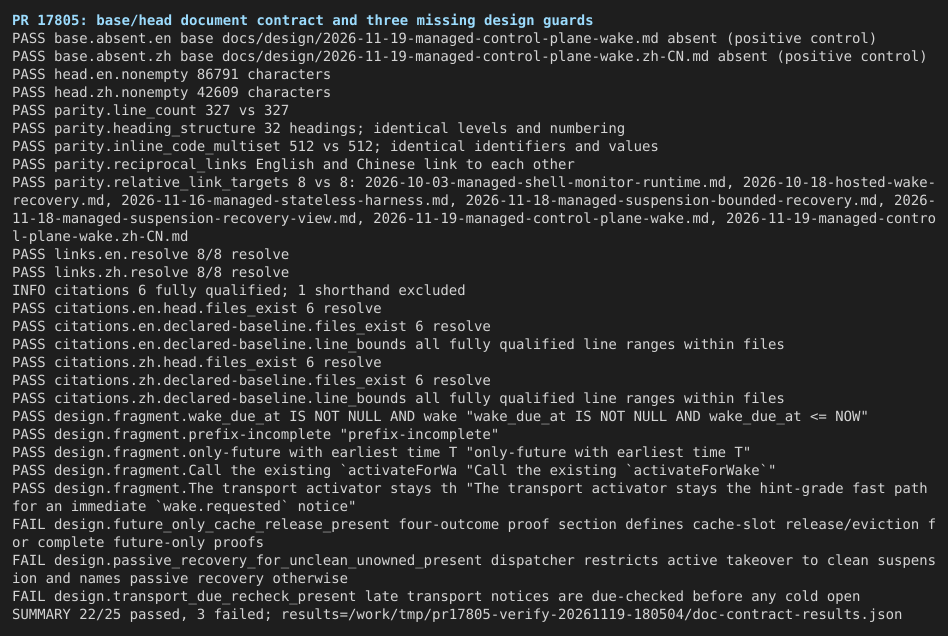 PR 17805: base/head document contract and three missing design guards
PASS base.absent.en base docs/design/2026-11-19-managed-control-plane-wake.md absent (positive control)
PASS base.absent.zh base docs/design/2026-11-19-managed-control-plane-wake.zh-CN.md absent (positive control)
PASS head.en.nonempty 86791 characters
PASS head.zh.nonempty 42609 characters
PASS parity.line_count 327 vs 327
PASS parity.heading_structure 32 headings; identical levels and numbering
PASS parity.inline_code_multiset 512 vs 512; identical identifiers and values
PASS parity.reciprocal_links English and Chinese link to each other
PASS parity.relative_link_targets 8 vs 8: 2026-10-03-managed-shell-monitor-runtime.md, 2026-10-18-hosted-wake-
recovery.md, 2026-11-16-managed-stateless-harness.md, 2026-11-18-managed-suspension-bounded-recovery.md, 2026-
11-18-managed-suspension-recovery-view.md, 2026-11-19-managed-control-plane-wake.md, 2026-11-19-managed-contro
l-plane-wake.zh-CN.md
PASS links.en.resolve 8/8 resolve
PASS links.zh.resolve 8/8 resolve
INFO citations 6 fully qualified; 1 shorthand excluded
PASS citations.en.head.files_exist 6 resolve
PASS citations.en.declared-baseline.files_exist 6 resolve
PASS citations.en.declared-baseline.line_bounds all fully qualified line ranges within files
PASS citations.zh.head.files_exist 6 resolve
PASS citations.zh.declared-baseline.files_exist 6 resolve
PASS citations.zh.declared-baseline.line_bounds all fully qualified line ranges within files
PASS design.fragment.wake_due_at IS NOT NULL AND wake "wake_due_at IS NOT NULL AND wake_due_at <= NOW"
PASS design.fragment.prefix-incomplete "prefix-incomplete"
PASS design.fragment.only-future with earliest time T "only-future with earliest time T"
PASS design.fragment.Call the existing `activateForWa "Call the existing `activateForWake`"
PASS design.fragment.The transport activator stays th "The transport activator stays the hint-grade fast path
for an immediate `wake.requested` notice"
FAIL design.future_only_cache_release_present four-outcome proof section defines cache-slot release/eviction f
or complete future-only proofs
FAIL design.passive_recovery_for_unclean_unowned_present dispatcher restricts active takeover to clean suspens
ion and names passive recovery otherwise
FAIL design.transport_due_recheck_present late transport notices are due-checked before any cold open
SUMMARY 22/25 passed, 3 failed; results=/work/tmp/pr17805-verify-20261119-180504/doc-contract-results.json